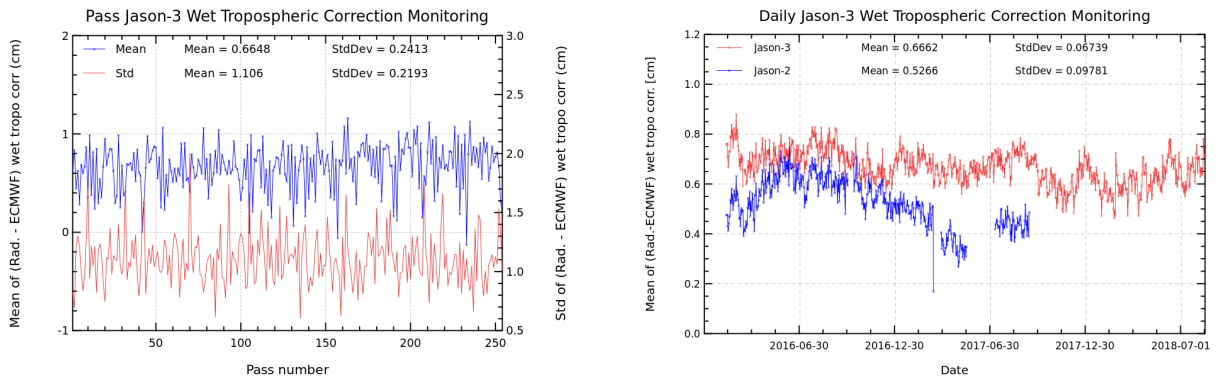 Pass Jason-3 Wet Tropospheric Correction Monitoring
Mean of (Rad. - ECMWF) wet tropo corr (cm)
2
1
0
-1
Mean Mean = 0.6648 StdDev = 0.2413
Std Mean = 1.106 StdDev = 0.2193
3.0
2.5
2.0
1.5
1.0
0.5
Std of (Rad. - ECMWF) wet tropo corr (cm)
50 100 150 200 250
Pass number
Daily Jason-3 Wet Tropospheric Correction Monitoring
Mean of (Rad.-ECMWF) wet tropo corr. [cm]
1.2
1.0
0.8
0.6
0.4
0.2
0.0
Jason-3 Mean = 0.6662 StdDev = 0.06739
Jason-2 Mean = 0.5266 StdDev = 0.09781
2016-06-30 2016-12-30 2017-06-30 2017-12-30 2018-07-01
Date